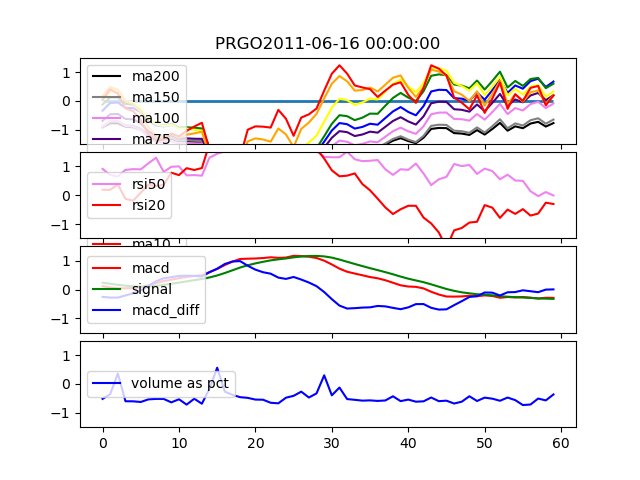 PRGO2011-06-16 00:00:00
1
0
−1
ma200
ma150
ma100
ma75
1
0
−1
rsi50
rsi20
ma10
1
0
−1
macd
signal
macd_diff
1
0
−1
volume as pct
0 10 20 30 40 50 60